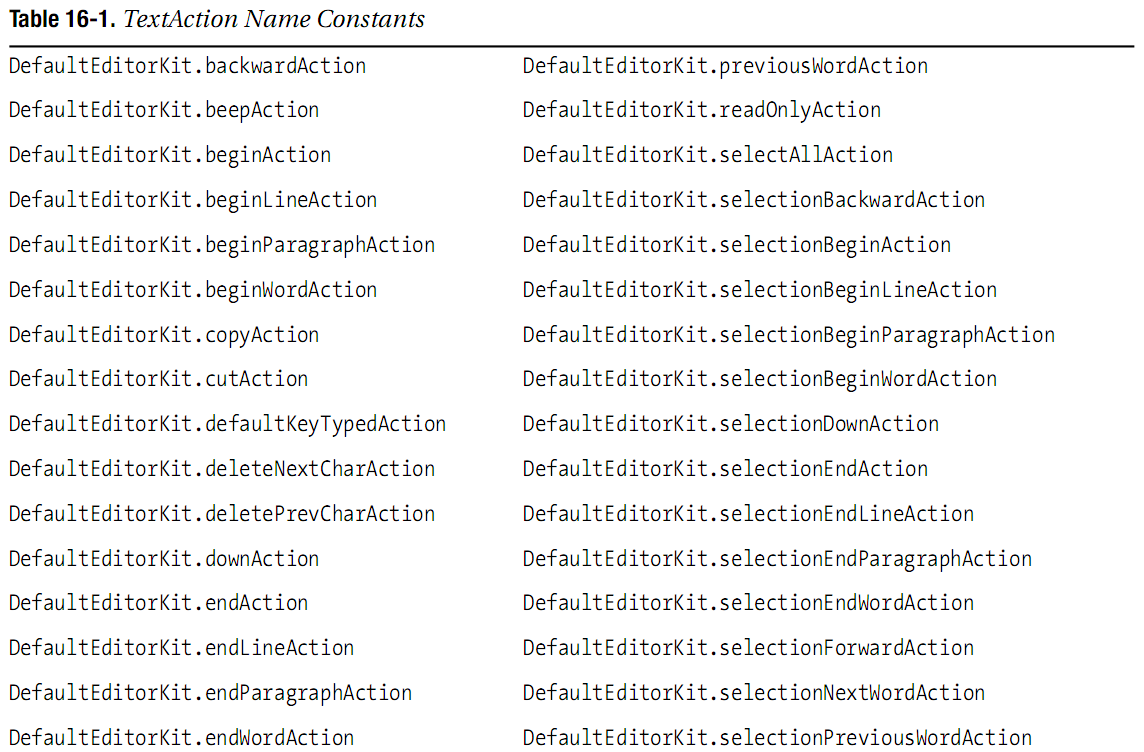 Table 16-1. TextAction Name Constants
DefaultEditorKit.backwardAction DefaultEditorKit.previousWordAction
DefaultEditorKit.beepAction DefaultEditorKit.readOnlyAction
DefaultEditorKit.beginAction DefaultEditorKit.selectAllAction
DefaultEditorKit.beginLineAction DefaultEditorKit.selectionBackwardAction
DefaultEditorKit.beginParagraphAction DefaultEditorKit.selectionBeginAction
DefaultEditorKit.beginWordAction DefaultEditorKit.selectionBeginLineAction
DefaultEditorKit.copyAction DefaultEditorKit.selectionBeginParagraphAction
DefaultEditorKit.cutAction DefaultEditorKit.selectionBeginWordAction
DefaultEditorKit.defaultKeyTypedAction DefaultEditorKit.selectionDownAction
DefaultEditorKit.deleteNextCharAction DefaultEditorKit.selectionEndAction
DefaultEditorKit.deletePrevCharAction DefaultEditorKit.selectionEndLineAction
DefaultEditorKit.downAction DefaultEditorKit.selectionEndParagraphAction
DefaultEditorKit.endAction DefaultEditorKit.selectionEndWordAction
DefaultEditorKit.endLineAction DefaultEditorKit.selectionForwardAction
DefaultEditorKit.endParagraphAction DefaultEditorKit.selectionNextWordAction
DefaultEditorKit.endWordAction DefaultEditorKit.selectionPreviousWordAction